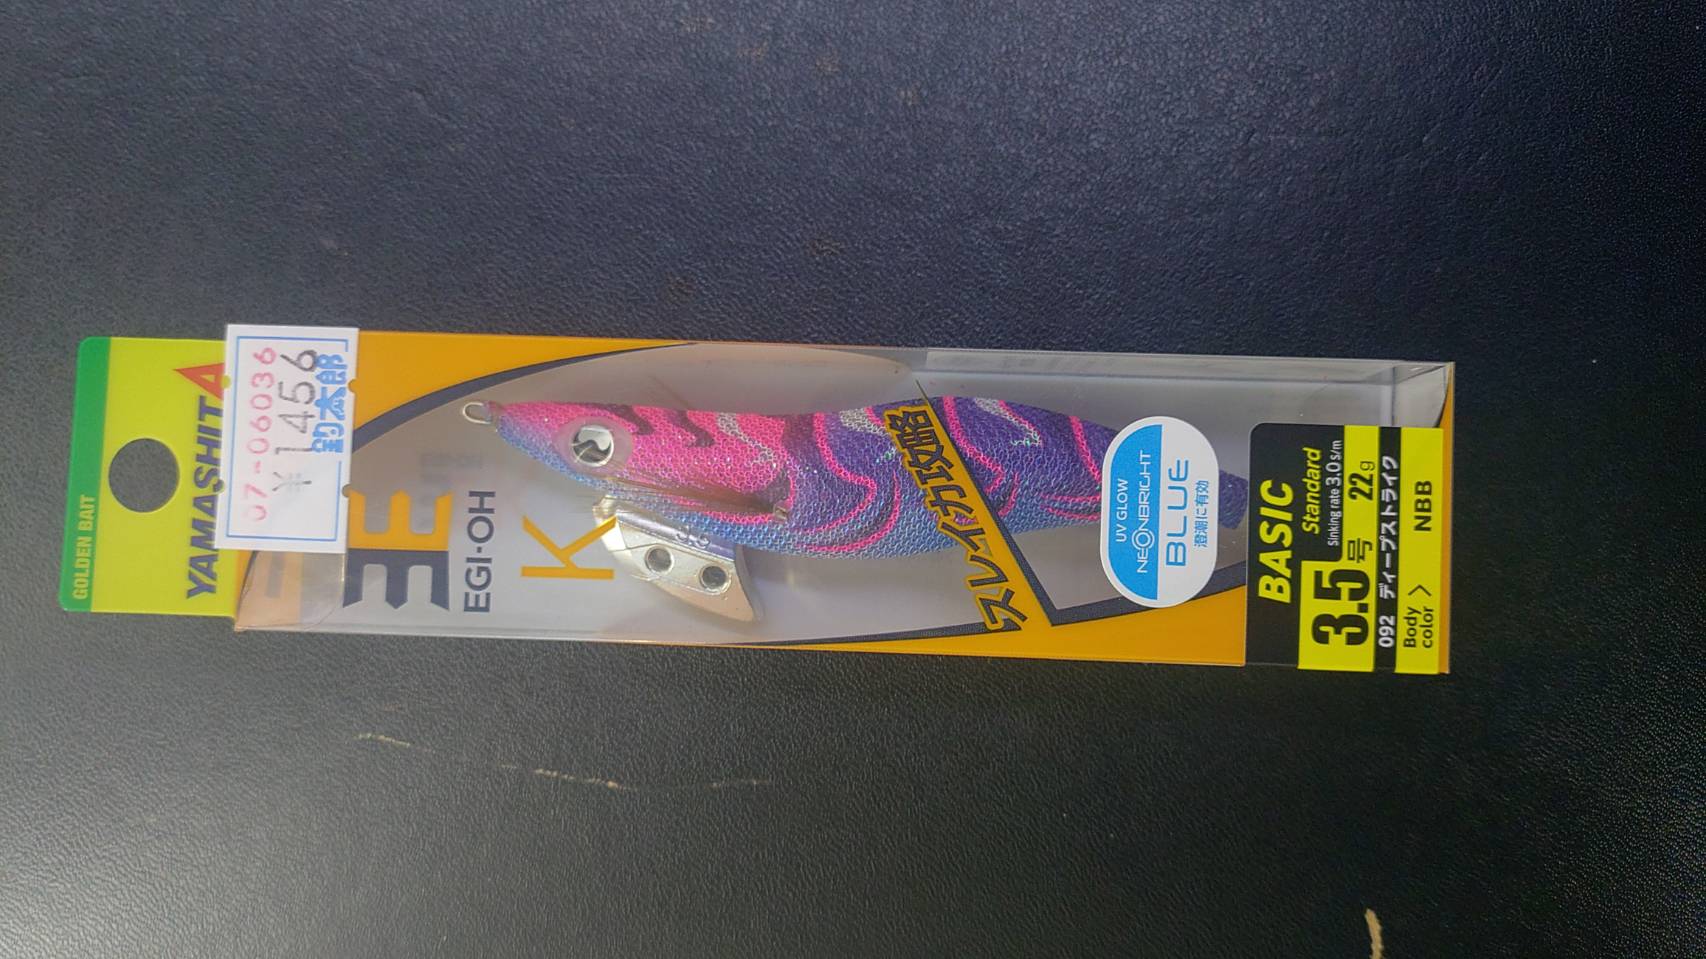 GOLDEN BAIT
YAMASHITA
07-06036
¥1456
釣太郎
EGI-OH
K
スレイカ攻略
UV GLOW
NEONBRIGHT
BLUE
澄潮に有効
BASIC
Standard
Sinking rate 3.0 s/m
3.5号 22g
092 ディープストライク
Body color > NBB